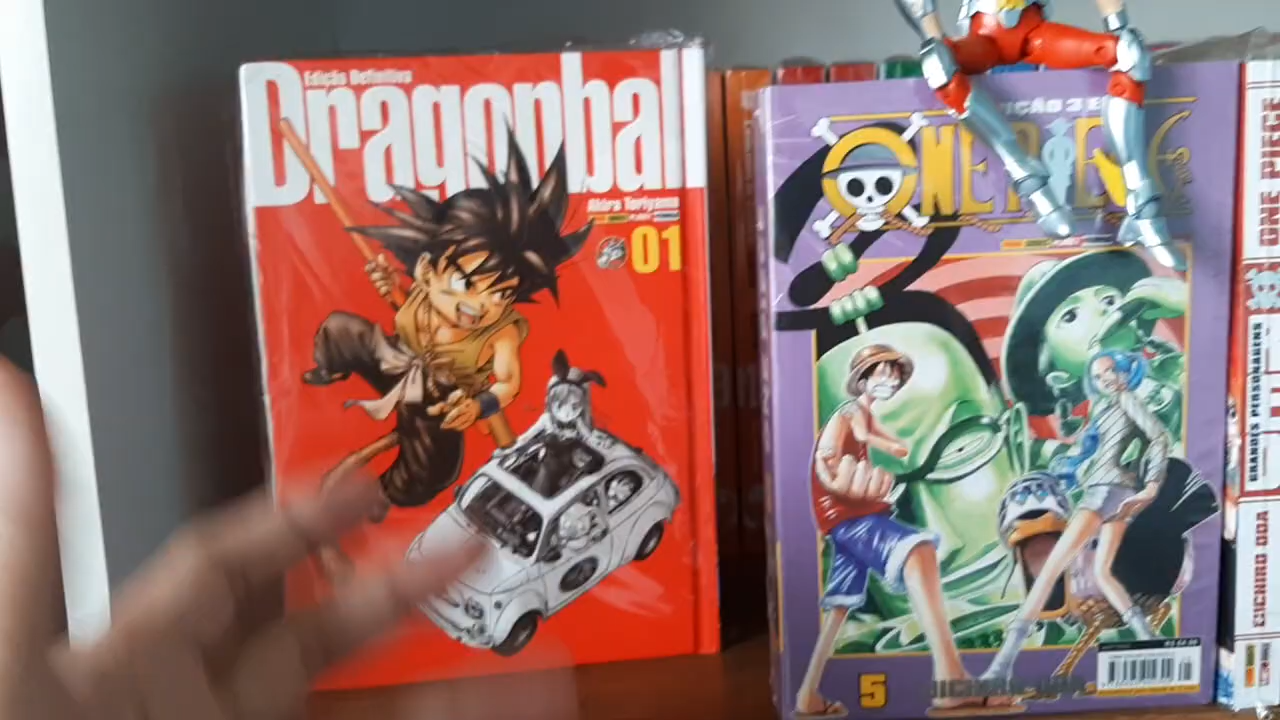 Edição Definitiva
Dragonball
Akira Toriyama
01
ONE PIECE
5
ONE PIECE
GRANDES PERSONAGENS
EIICHIRO ODA